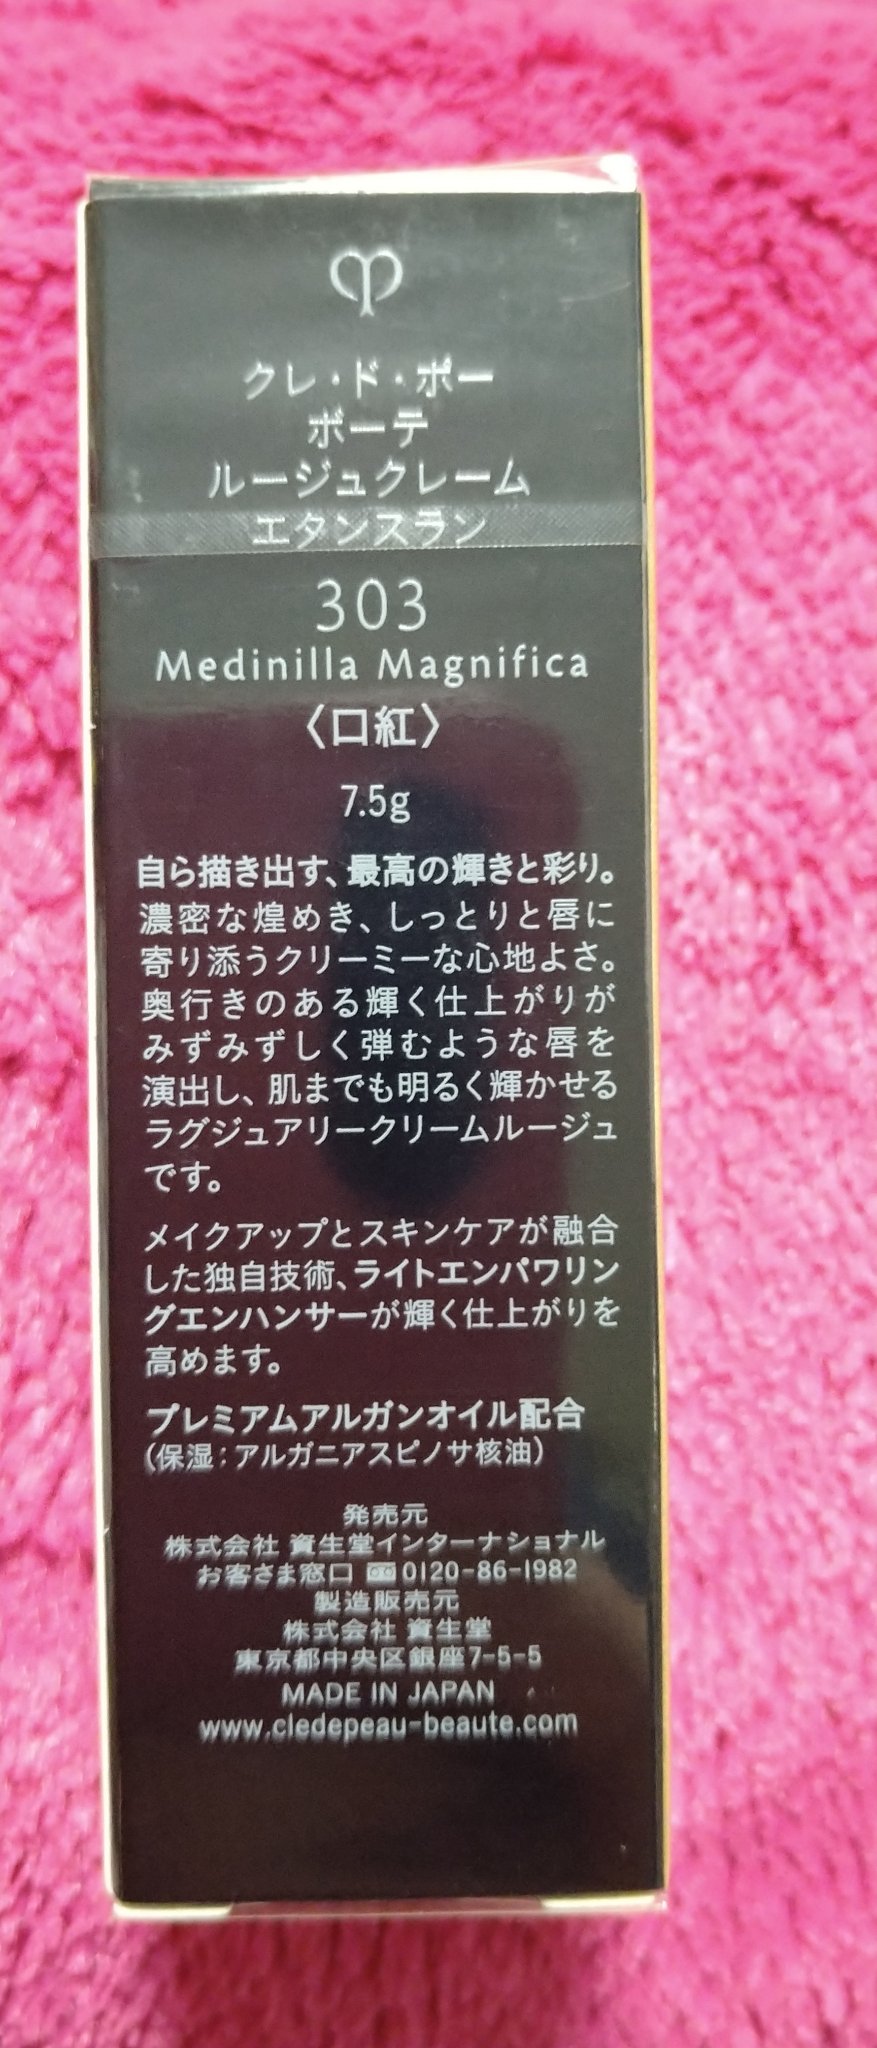 クレ・ド・ポー
ボーテ
ルージュクレーム
エタンスラン
303
Medinilla Magnifica
〈口紅〉
7.5g
自ら描き出す、最高の輝きと彩り。
濃密な煌めき、しっとりと唇に
寄り添うクリーミーな心地よさ。
奥行きのある輝く仕上がりが
みずみずしく弾むような唇を
演出し、肌までも明るく輝かせる
ラグジュアリークリームルージュ
です。
メイクアップとスキンケアが融合
した独自技術、ライトエンパワリン
グエンハンサーが輝く仕上がりを
高めます。
プレミアムアルガンオイル配合
(保湿:アルガニアスピノサ核油)
発売元
株式会社 資生堂インターナショナル
お客さま窓口 0120-86-1982
製造販売元
株式会社 資生堂
東京都中央区銀座7-5-5
MADE IN JAPAN
www.cledepeau-beaute.com